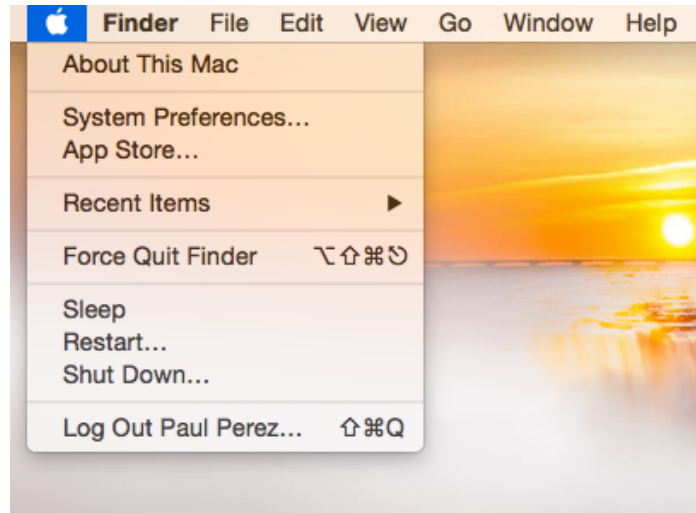 Finder File Edit View Go Window Help
About This Mac
System Preferences...
App Store...
Recent Items ▶
Force Quit Finder ⌥⇧⌘⎋
Sleep
Restart...
Shut Down...
Log Out Paul Perez... ⇧⌘Q